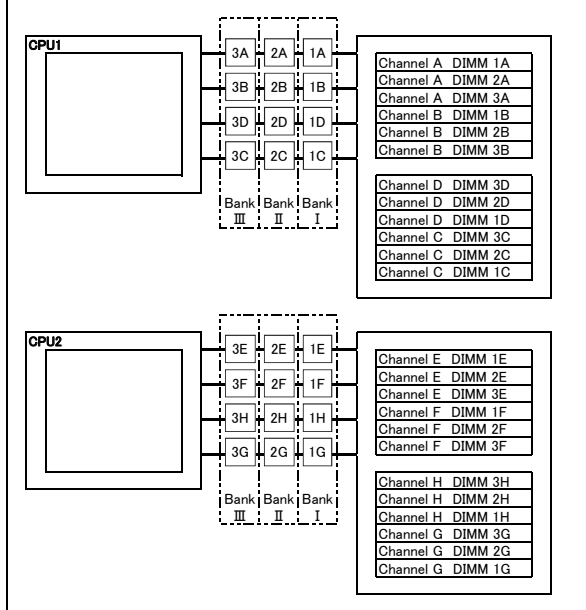 CPU1
3A 2A 1A
3B 2B 1B
3D 2D 1D
3C 2C 1C
Bank Bank Bank
Ⅲ Ⅱ Ⅰ
Channel A DIMM 1A
Channel A DIMM 2A
Channel A DIMM 3A
Channel B DIMM 1B
Channel B DIMM 2B
Channel B DIMM 3B
Channel D DIMM 3D
Channel D DIMM 2D
Channel D DIMM 1D
Channel C DIMM 3C
Channel C DIMM 2C
Channel C DIMM 1C
CPU2
3E 2E 1E
3F 2F 1F
3H 2H 1H
3G 2G 1G
Bank Bank Bank
Ⅲ Ⅱ Ⅰ
Channel E DIMM 1E
Channel E DIMM 2E
Channel E DIMM 3E
Channel F DIMM 1F
Channel F DIMM 2F
Channel F DIMM 3F
Channel H DIMM 3H
Channel H DIMM 2H
Channel H DIMM 1H
Channel G DIMM 3G
Channel G DIMM 2G
Channel G DIMM 1G